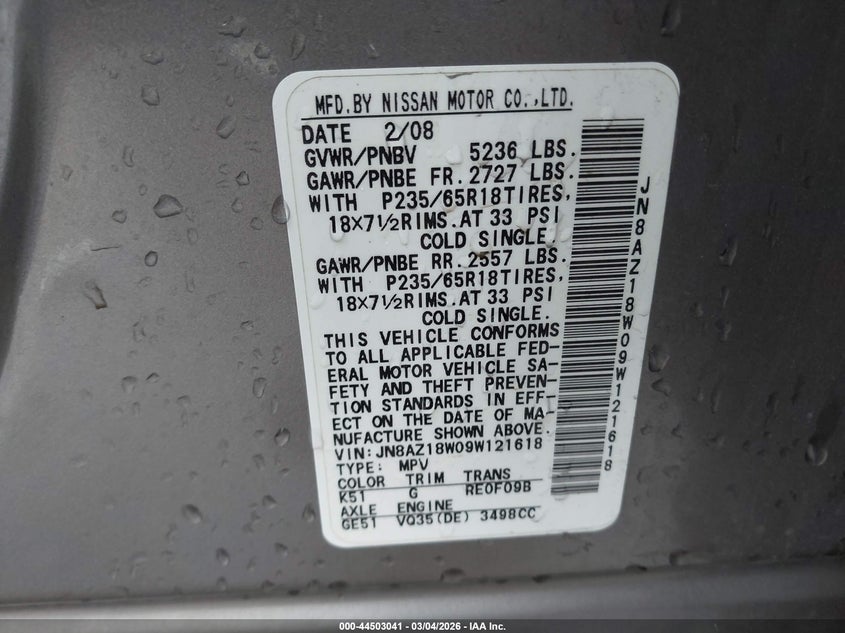 MFD.BY NISSAN MOTOR CO.,LTD.
DATE 2/08
GVWR/PNBV 5236 LBS.
GAWR/PNBE FR. 2727 LBS.
WITH P235/65R18TIRES,
18×7½RIMS.AT 33 PSI
COLD SINGLE.
GAWR/PNBE RR. 2557 LBS.
WITH P235/65R18TIRES,
18×7½RIMS.AT 33 PSI
COLD SINGLE.
THIS VEHICLE CONFORMS
TO ALL APPLICABLE FED-
ERAL MOTOR VEHICLE SA-
FETY AND THEFT PREVEN-
TION STANDARDS IN EFF-
ECT ON THE DATE OF MA-
NUFACTURE SHOWN ABOVE.
VIN: JN8AZ18W09W121618
TYPE: MPV
COLOR TRIM TRANS
K51 G RE0F09B
AXLE ENGINE
GE51 VQ35(DE) 3498CC
JN8AZ18W09W121618
000-44503041 - 03/04/2026 - IAA Inc.